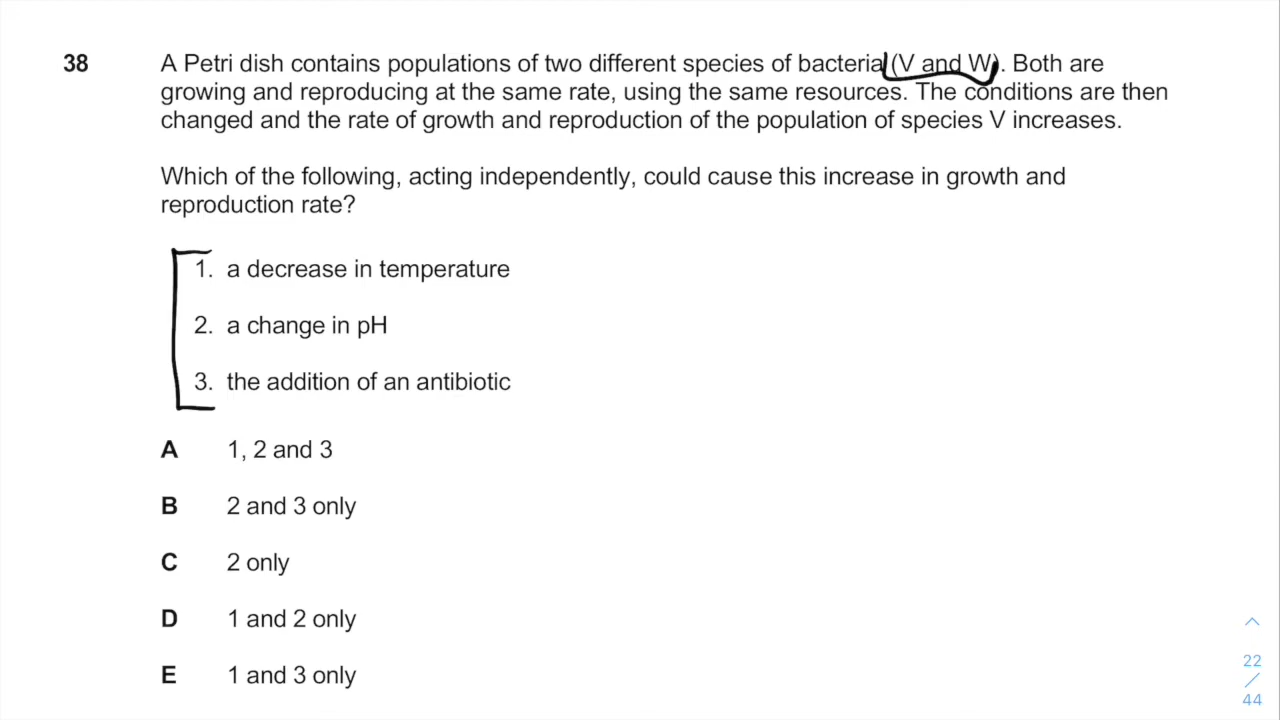 38 A Petri dish contains populations of two different species of bacteria (V and W). Both are
growing and reproducing at the same rate, using the same resources. The conditions are then
changed and the rate of growth and reproduction of the population of species V increases.
Which of the following, acting independently, could cause this increase in growth and
reproduction rate?
1. a decrease in temperature
2. a change in pH
3. the addition of an antibiotic
A 1, 2 and 3
B 2 and 3 only
C 2 only
D 1 and 2 only
E 1 and 3 only
22
/
44